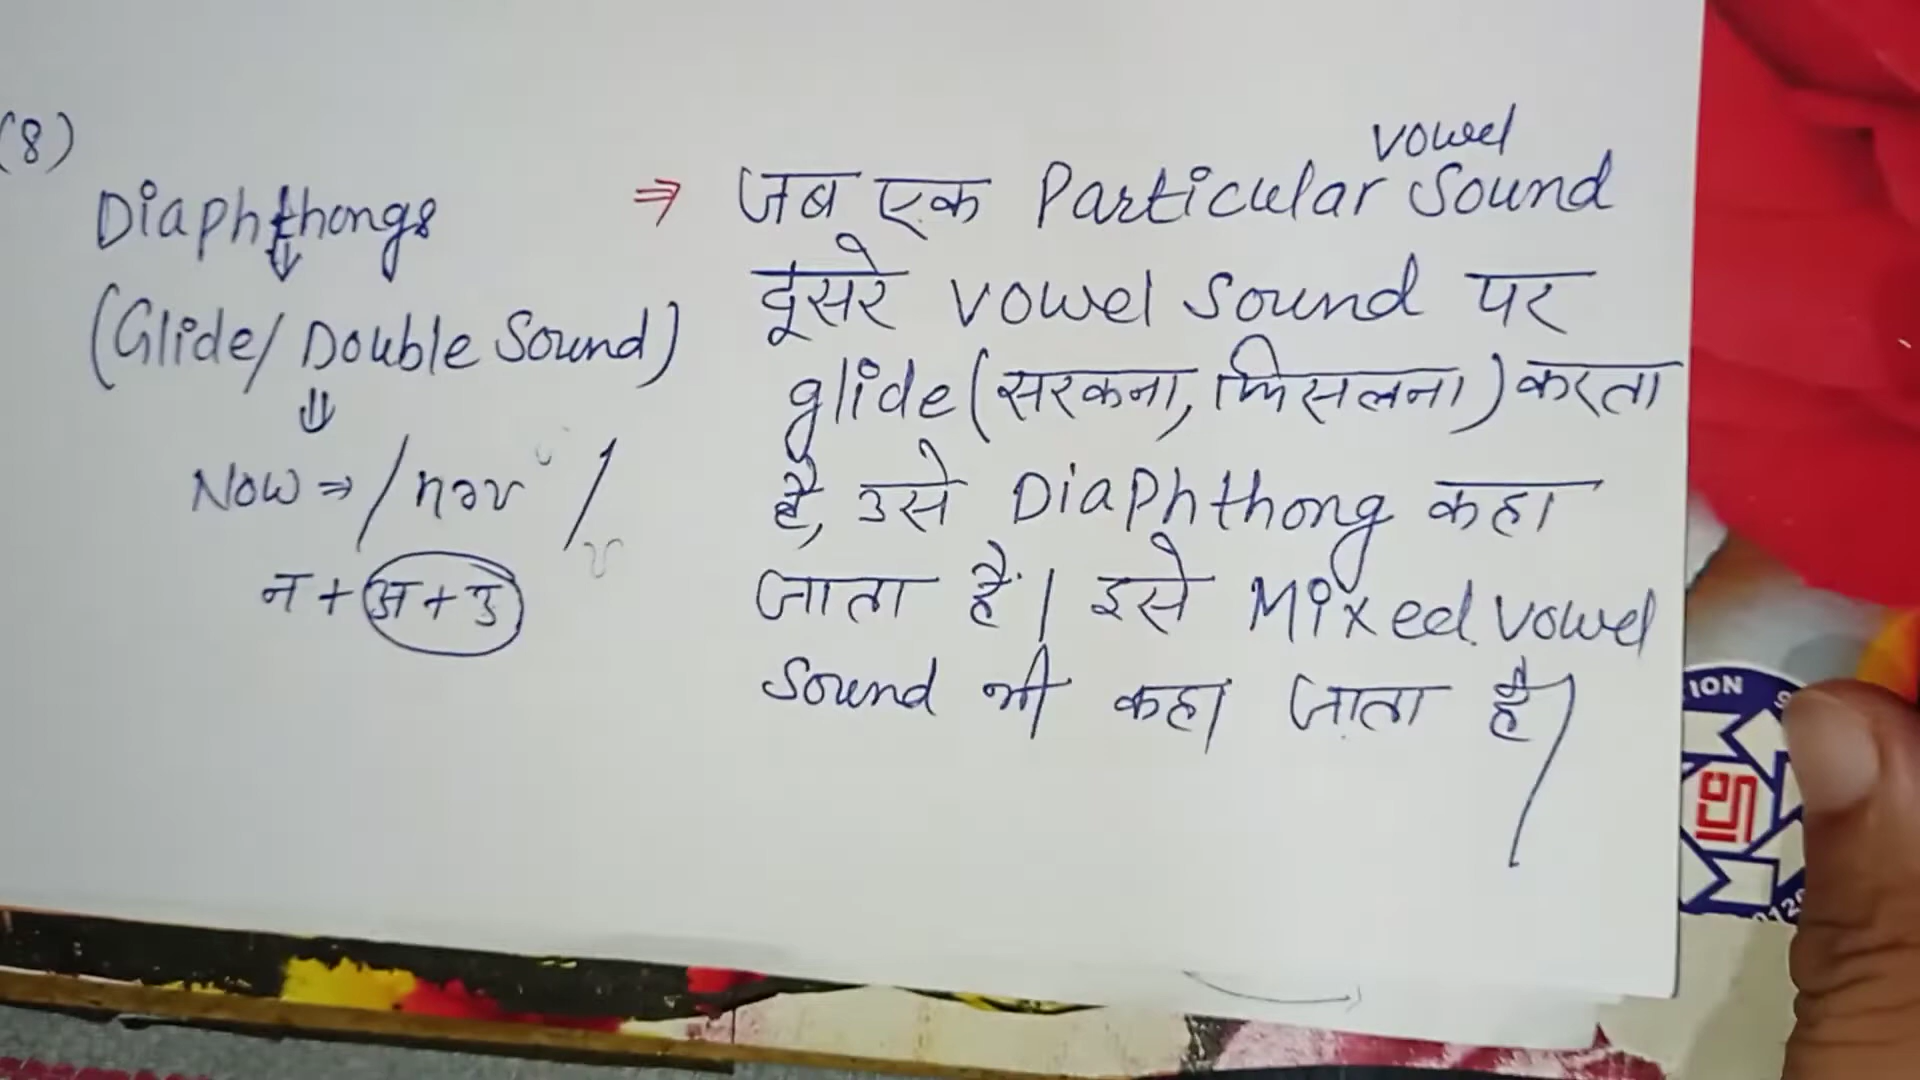 (8)
Diaphthongs
(Glide/Double Sound)
Now ⇒ /nəʊ /
न + अ + उ
vowel
⇒ जब एक Particular Sound
दूसरे vowel sound पर
glide (सरकना, फिसलना) करता
है, उसे Diaphthong कहा
जाता है। इसे Mixed vowel
Sound भी कहा जाता है।
ION